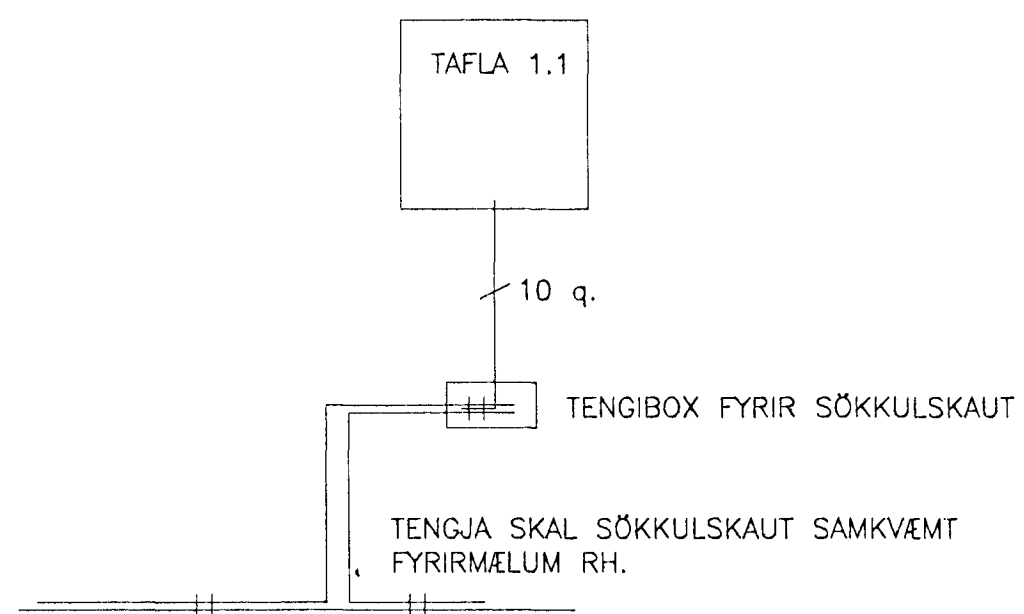 TAFLA 1.1
10 q.
TENGIBOX FYRIR SÖKKULSKAUT
TENGJA SKAL SÖKKULSKAUT SAMKVÆMT
FYRIRMÆLUM RH.